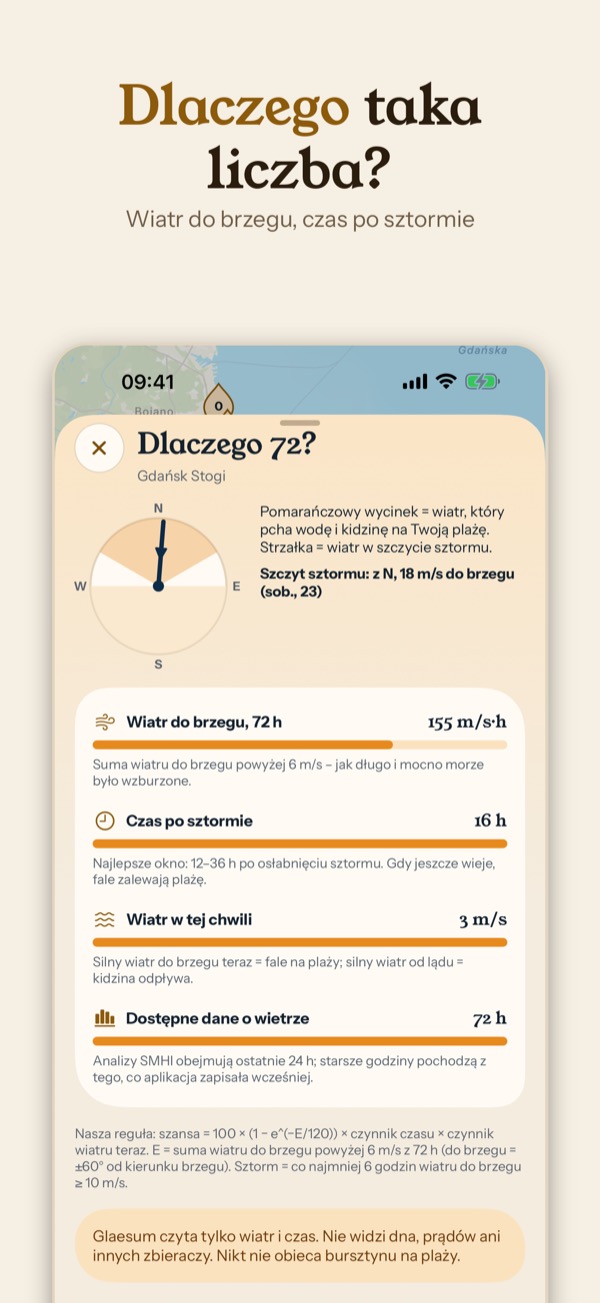 Dlaczego taka
liczba?
Wiatr do brzegu, czas po sztormie
Gdańska
09:41
Bojano
0
Dlaczego 72?
Gdańsk Stogi
N
W
E
S
Pomarańczowy wycinek = wiatr, który
pcha wodę i kidzinę na Twoją plażę.
Strzałka = wiatr w szczycie sztormu.
Szczyt sztormu: z N, 18 m/s do brzegu
(sob., 23)
Wiatr do brzegu, 72 h 155 m/s·h
Suma wiatru do brzegu powyżej 6 m/s – jak długo i mocno morze
było wzburzone.
Czas po sztormie 16 h
Najlepsze okno: 12–36 h po osłabnięciu sztormu. Gdy jeszcze wieje,
fale zalewają plażę.
Wiatr w tej chwili 3 m/s
Silny wiatr do brzegu teraz = fale na plaży; silny wiatr od lądu =
kidzina odpływa.
Dostępne dane o wietrze 72 h
Analizy SMHI obejmują ostatnie 24 h; starsze godziny pochodzą z
tego, co aplikacja zapisała wcześniej.
Nasza reguła: szansa = 100 × (1 − e^(−E/120)) × czynnik czasu × czynnik
wiatru teraz. E = suma wiatru do brzegu powyżej 6 m/s z 72 h (do brzegu =
±60° od kierunku brzegu). Sztorm = co najmniej 6 godzin wiatru do brzegu
≥ 10 m/s.
Glaesum czyta tylko wiatr i czas. Nie widzi dna, prądów ani
innych zbieraczy. Nikt nie obieca bursztynu na plaży.